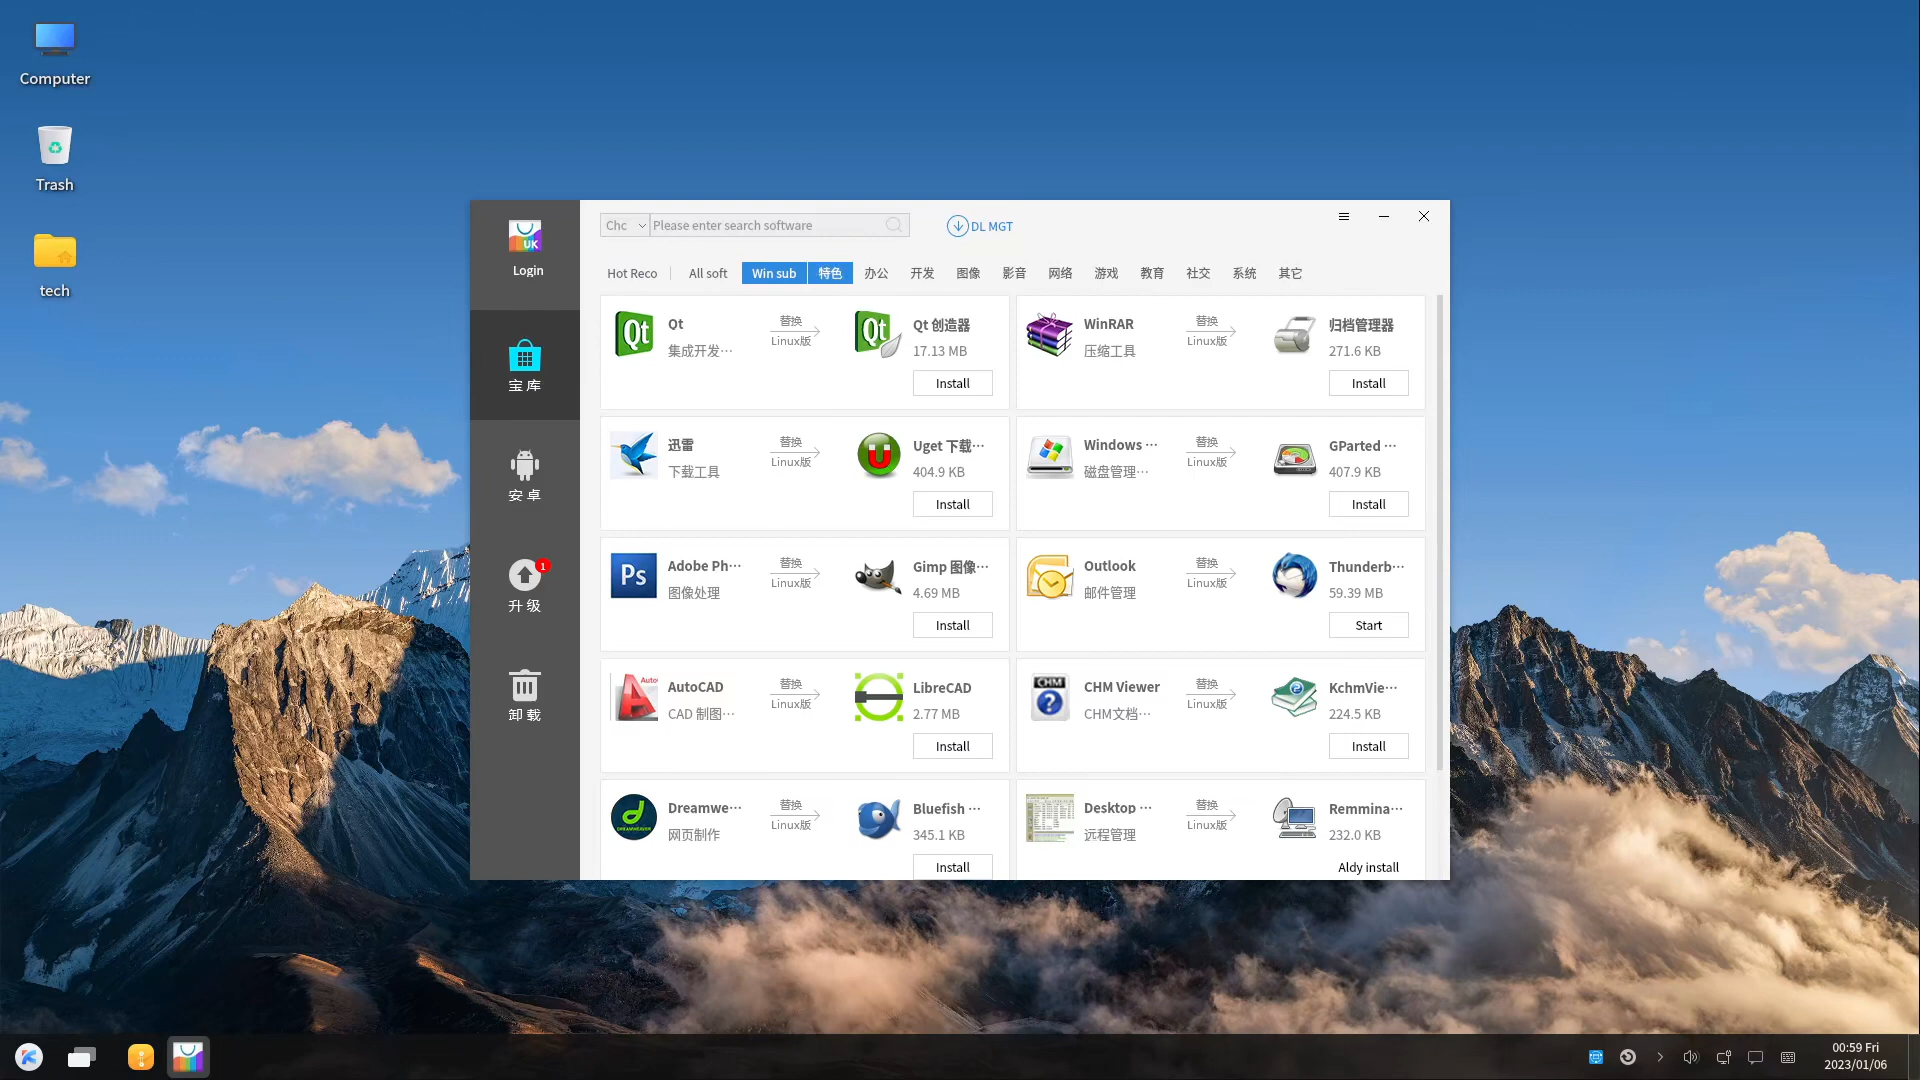 Computer
Trash
tech
UK
Login
宝 库
安 卓
1
升 级
卸 载
Chc
Please enter search software
DL MGT
Hot Reco
All soft
Win sub
特色
办公
开发
图像
影音
网络
游戏
教育
社交
系统
其它
Qt
Qt
集成开发···
替换
Linux版
Qt
Qt 创造器
17.13 MB
Install
WinRAR
压缩工具
替换
Linux版
归档管理器
271.6 KB
Install
迅雷
下载工具
替换
Linux版
U
Uget 下载···
404.9 KB
Install
Windows ···
磁盘管理···
替换
Linux版
GParted ···
407.9 KB
Install
Ps
Adobe Ph···
图像处理
替换
Linux版
Gimp 图像···
4.69 MB
Install
Outlook
邮件管理
替换
Linux版
Thunderb···
59.39 MB
Start
Auto
AutoCAD
CAD 制图···
替换
Linux版
LibreCAD
2.77 MB
Install
CHM
?
CHM Viewer
CHM文档···
替换
Linux版
?
KchmVie···
224.5 KB
Install
DREAMWEAVER
Dreamwe···
网页制作
替换
Linux版
Bluefish ···
345.1 KB
Install
Desktop ···
远程管理
替换
Linux版
Remmina···
232.0 KB
Aldy install
00:59 Fri
2023/01/06